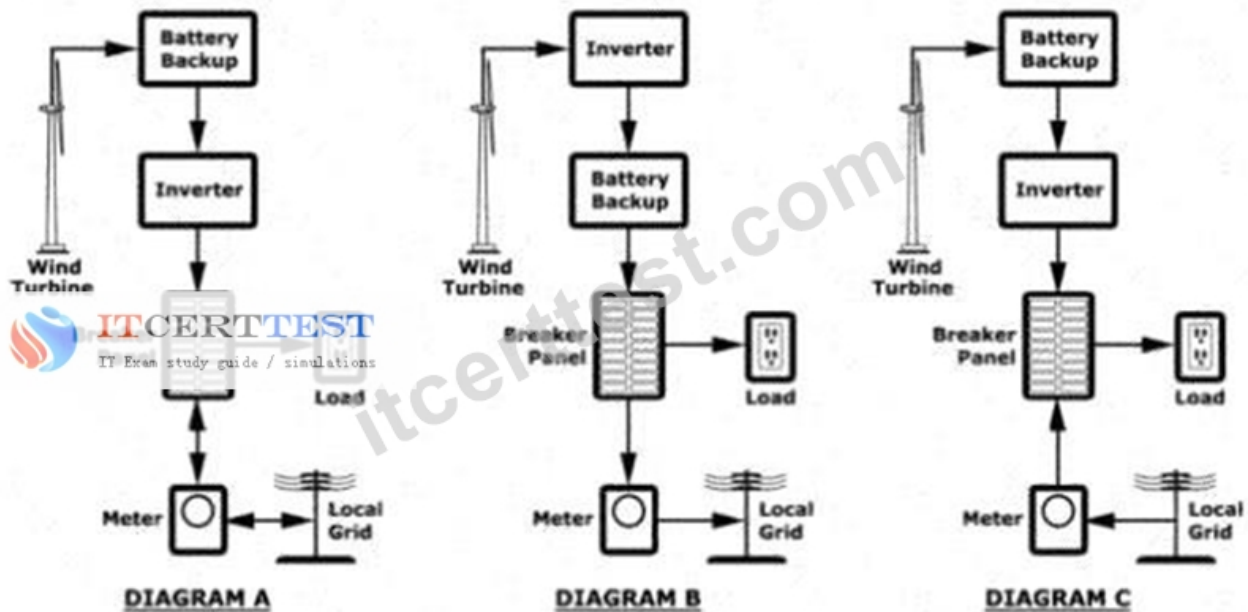 Battery
Backup
Inverter
Wind
Turbine
ITCERTTEST
IT Exam study guide / simulations
Load
Meter
Local
Grid
DIAGRAM A
Inverter
Battery
Backup
Wind
Turbine
Breaker
Panel
Load
Meter
Local
Grid
DIAGRAM B
Battery
Backup
Inverter
Wind
Turbine
Breaker
Panel
Load
Meter
Local
Grid
DIAGRAM C
itcerttest.com